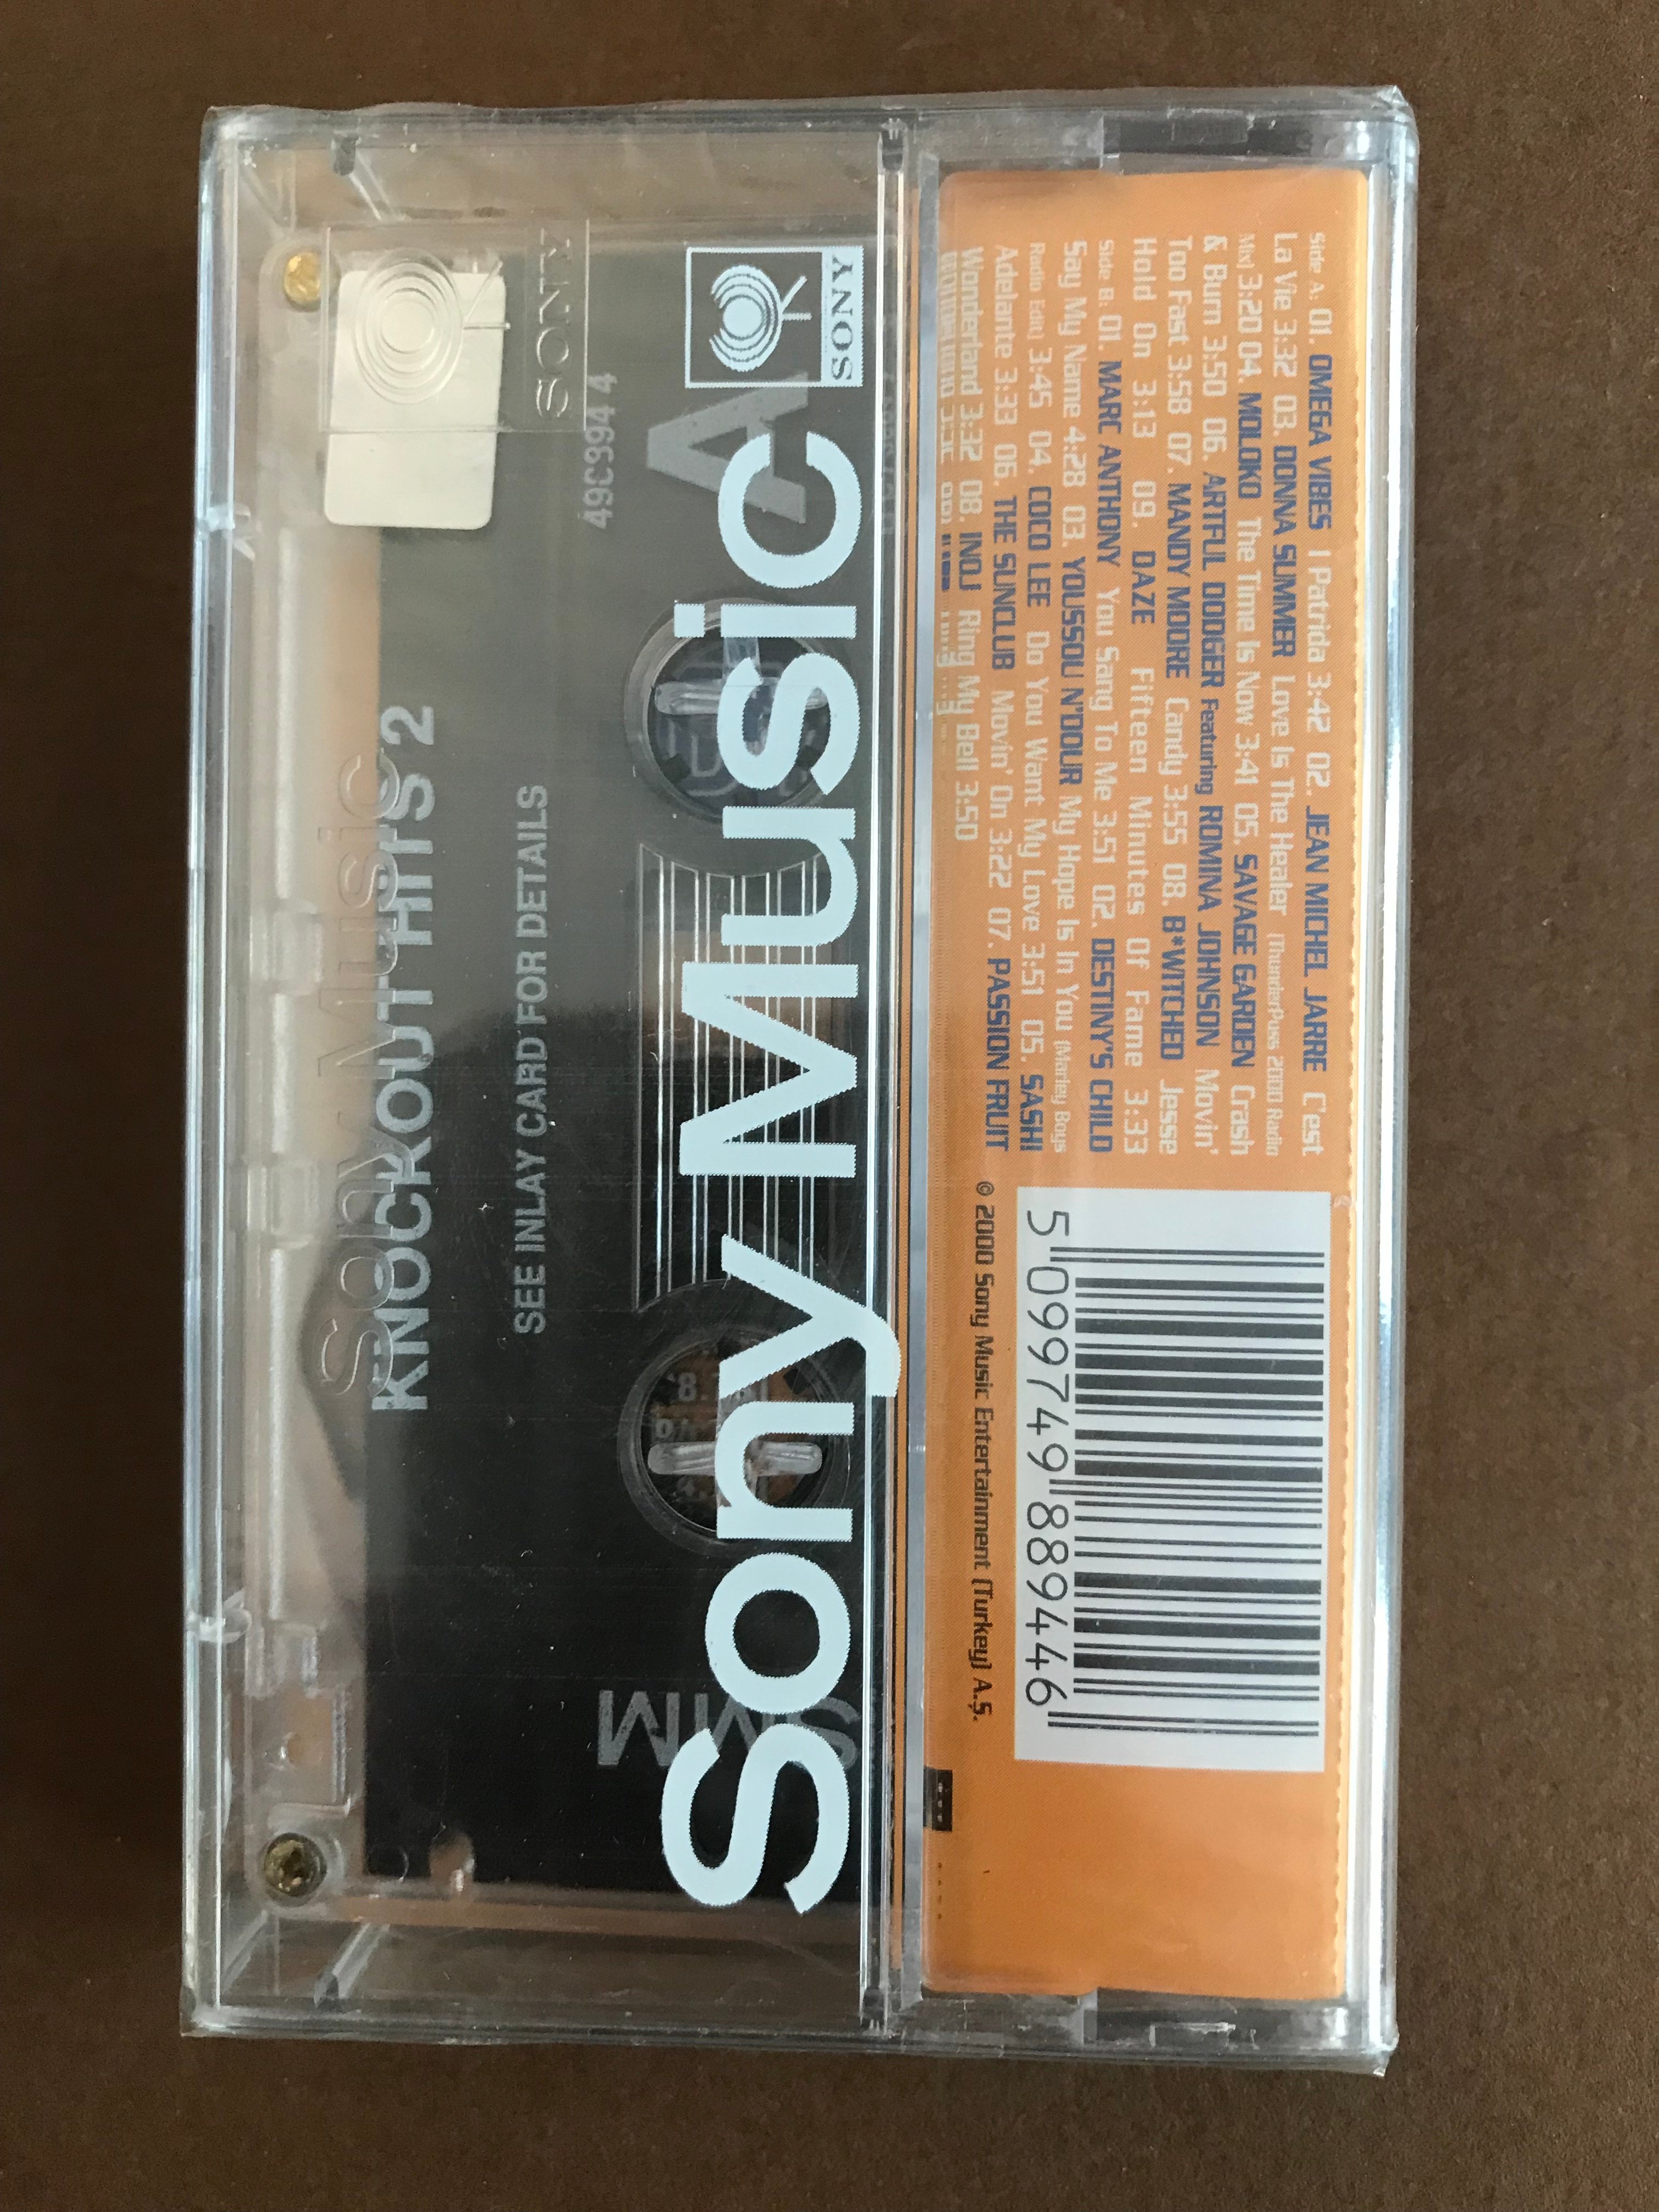 Side A: 01. OMEGA VIBES I Patrida 3:42 02. JEAN MICHEL JARRE C'est
La Vie 3:32 03. DONNA SUMMER Love Is The Healer (ThunderPuss 2000 Radio
Mix) 3:20 04. MOLOKO The Time Is Now 3:41 05. SAVAGE GARDEN Crash
& Burn 3:50 06. ARTFUL DODGER Featuring ROMINA JOHNSON Movin'
Too Fast 3:58 07. MANDY MOORE Candy 3:55 08. B*WITCHED Jesse
Hold On 3:13 09. DAZE Fifteen Minutes Of Fame 3:33
Side B: 01. MARC ANTHONY You Sang To Me 3:51 02. DESTINY'S CHILD
Say My Name 4:28 03. YOUSSOU N'DOUR My Hope Is In You (Marley Boys
Radio Edit) 3:45 04. COCO LEE Do You Want My Love 3:51 05. SASH!
Adelante 3:33 06. THE SUNCLUB Movin' On 3:22 07. PASSION FRUIT
Wonderland 3:32 08. INOJ Ring My Bell 3:50
5 099749 889446
© 2000 Sony Music Entertainment (Turkey) A.Ş.
SONY
Sony Music
A
SMM
49C8944
SEE INLAY CARD FOR DETAILS
KNOCKOUT HITS 2
SONY
Sony Music